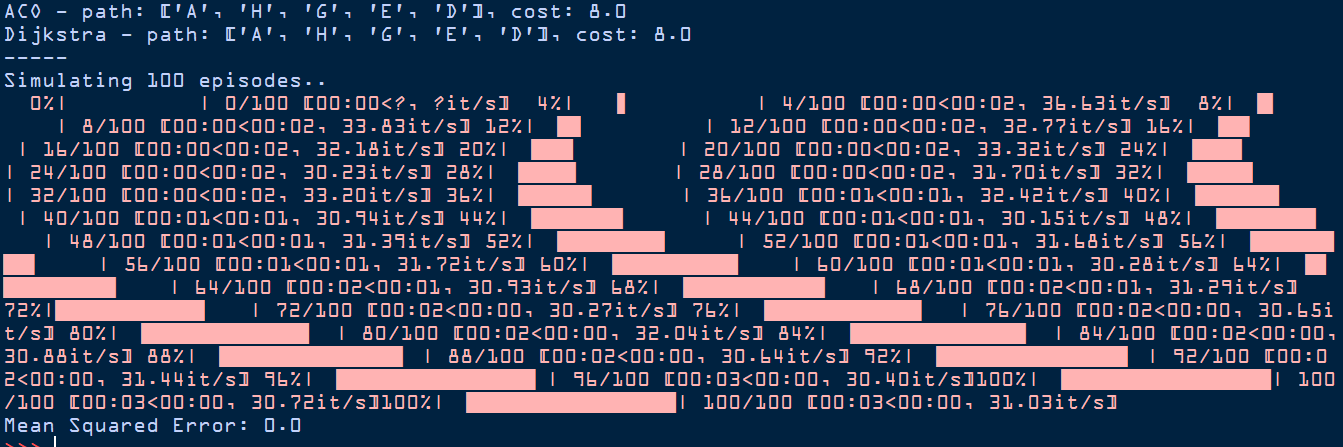 ACO - path: ['A', 'H', 'G', 'E', 'D'], cost: 8.0
Dijkstra - path: ['A', 'H', 'G', 'E', 'D'], cost: 8.0
-----
Simulating 100 episodes..
0%| | 0/100 [00:00<?, ?it/s] 4%| | 4/100 [00:00<00:02, 36.63it/s] 8%|
| 8/100 [00:00<00:02, 33.83it/s] 12%| | 12/100 [00:00<00:02, 32.77it/s] 16%|
| 16/100 [00:00<00:02, 32.18it/s] 20%| | 20/100 [00:00<00:02, 33.32it/s] 24%|
| 24/100 [00:00<00:02, 30.23it/s] 28%| | 28/100 [00:00<00:02, 31.70it/s] 32%|
| 32/100 [00:00<00:02, 33.20it/s] 36%| | 36/100 [00:01<00:01, 32.42it/s] 40%|
| 40/100 [00:01<00:01, 30.94it/s] 44%| | 44/100 [00:01<00:01, 30.15it/s] 48%|
| 48/100 [00:01<00:01, 31.39it/s] 52%| | 52/100 [00:01<00:01, 31.68it/s] 56%|
| 56/100 [00:01<00:01, 31.72it/s] 60%| | 60/100 [00:01<00:01, 30.28it/s] 64%|
| 64/100 [00:02<00:01, 30.93it/s] 68%| | 68/100 [00:02<00:01, 31.29it/s]
72%| | 72/100 [00:02<00:00, 30.27it/s] 76%| | 76/100 [00:02<00:00, 30.65i
t/s] 80%| | 80/100 [00:02<00:00, 32.04it/s] 84%| | 84/100 [00:02<00:00,
30.88it/s] 88%| | 88/100 [00:02<00:00, 30.64it/s] 92%| | 92/100 [00:0
2<00:00, 31.44it/s] 96%| | 96/100 [00:03<00:00, 30.40it/s]100%| | 100
/100 [00:03<00:00, 30.72it/s]100%| | 100/100 [00:03<00:00, 31.03it/s]
Mean Squared Error: 0.0
>>>